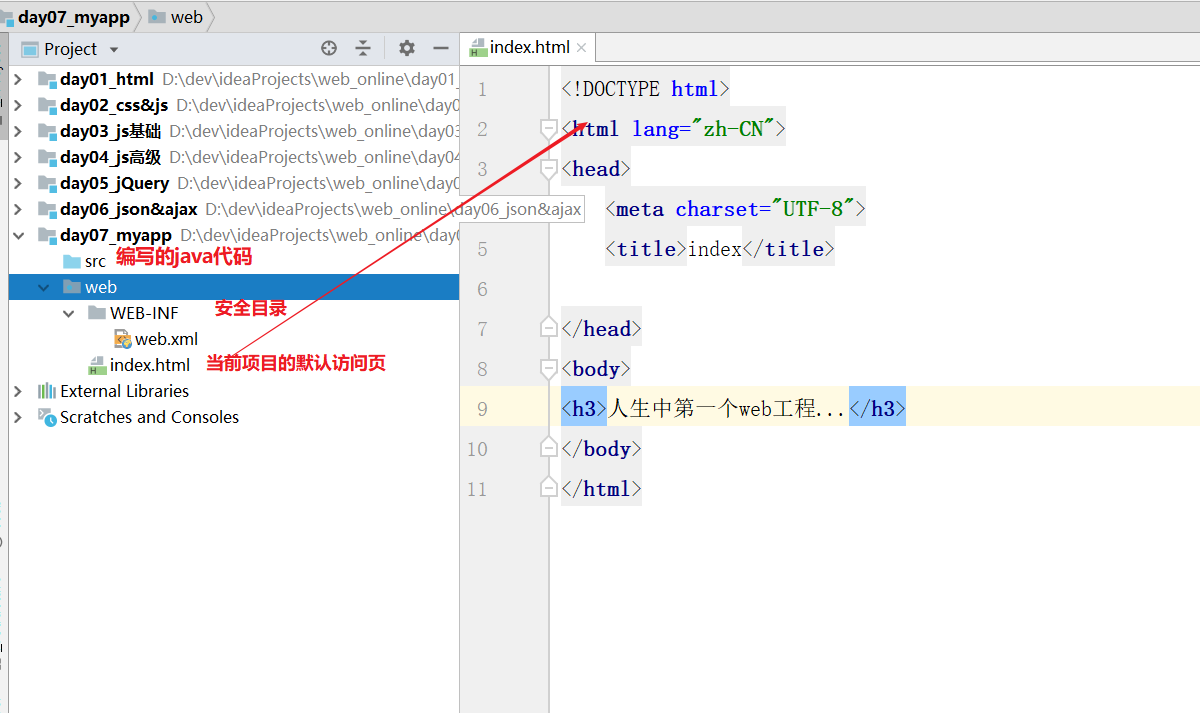 day07_myapp web
Project
index.html
day01_html D:\dev\ideaProjects\web_online\day01_
day02_css&js D:\dev\ideaProjects\web_online\day0
day03_js基础 D:\dev\ideaProjects\web_online\day03
day04_js高级 D:\dev\ideaProjects\web_online\day04
day05_jQuery D:\dev\ideaProjects\web_online\day0
day06_json&ajax D:\dev\ideaProjects\web_online\day06_json&ajax
day07_myapp D:\dev\ideaProjects\web_online\
src 编写的java代码
web
WEB-INF 安全目录
web.xml
index.html 当前项目的默认访问页
External Libraries
Scratches and Consoles
1 <!DOCTYPE html>
2 <html lang="zh-CN">
3 <head>
<meta charset="UTF-8">
5 <title>index</title>
6
7 </head>
8 <body>
9 <h3>人生中第一个web工程...</h3>
10 </body>
11 </html>